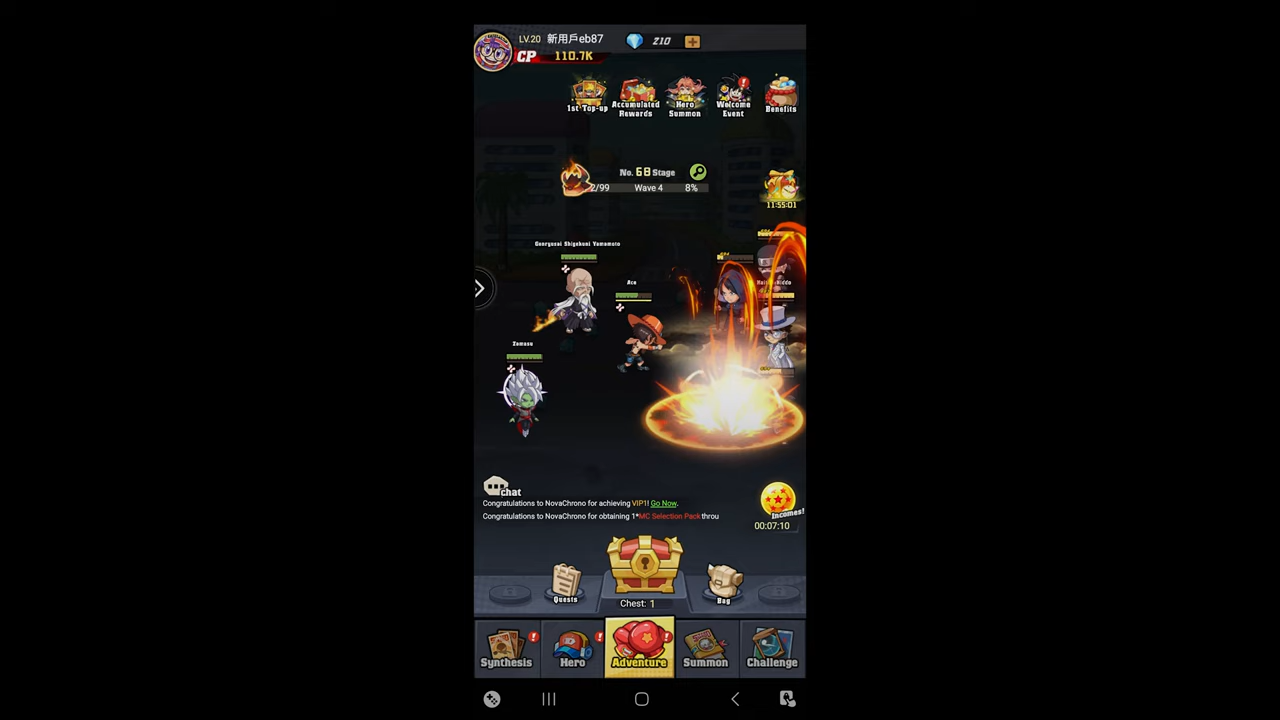 LV.20 新用戶eb87
210
CP 110.7K
1st Top-up
Accumulated Rewards
Hero Summon
Welcome Event
Benefits
No. 68 Stage
2/99 Wave 4 8%
11:55:01
Genryusai Shigekuni Yamamoto
Ace
Zamasu
chat
Congratulations to NovaChrono for achieving VIP1! Go Now.
Congratulations to NovaChrono for obtaining 1*MC Selection Pack throu
Incomes!
00:07:10
Quests
Chest: 1
Bag
Synthesis
Hero
Adventure
Summon
Challenge